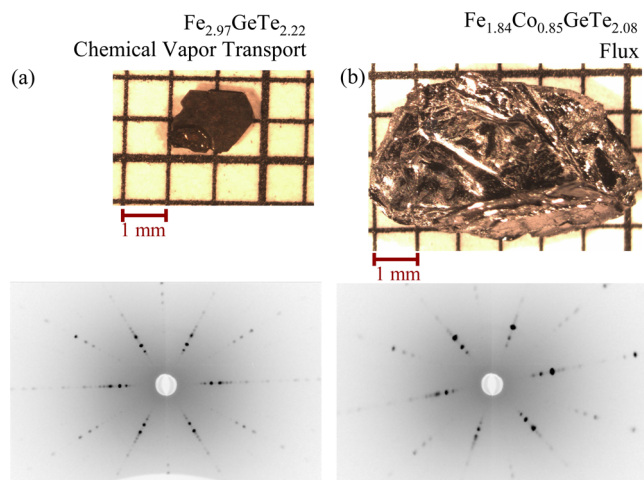 Fe₂.₉₇GeTe₂.₂₂
Chemical Vapor Transport
(a)
1 mm
Fe₁.₈₄Co₀.₈₅GeTe₂.₀₈
Flux
(b)
1 mm